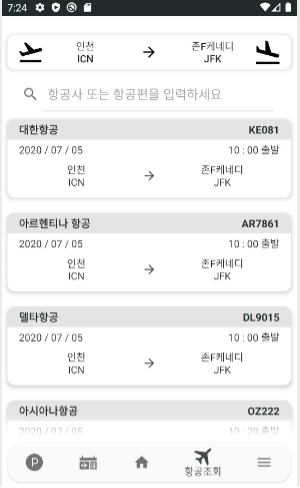 7:24
인천 존F케네디
ICN JFK
항공사 또는 항공편을 입력하세요
대한항공 KE081
2020 / 07 / 05 10 : 00 출발
인천 존F케네디
ICN JFK
아르헨티나 항공 AR7861
2020 / 07 / 05 10 : 00 출발
인천 존F케네디
ICN JFK
델타항공 DL9015
2020 / 07 / 05 10 : 00 출발
인천 존F케네디
ICN JFK
아시아나항공 OZ222
2020 / 07 / 05 10 : 20 출발
P
항공조회